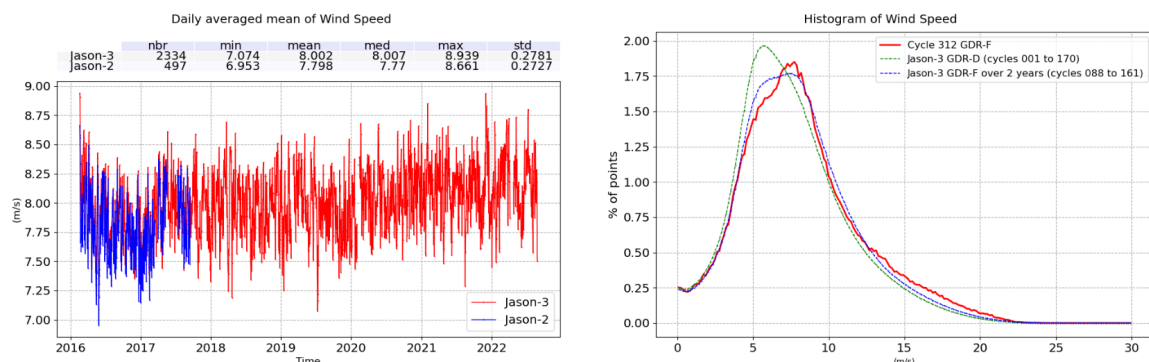 Daily averaged mean of Wind Speed
nbr min mean med max std
Jason-3 2334 7.074 8.002 8.007 8.939 0.2781
Jason-2 497 6.953 7.798 7.77 8.661 0.2727
9.00
8.75
8.50
8.25
8.00
7.75
7.50
7.25
7.00
(m/s)
Jason-3
Jason-2
2016 2017 2018 2019 2020 2021 2022
Time
Histogram of Wind Speed
2.00
1.75
1.50
1.25
1.00
0.75
0.50
0.25
0.00
% of points
Cycle 312 GDR-F
Jason-3 GDR-D (cycles 001 to 170)
Jason-3 GDR-F over 2 years (cycles 088 to 161)
0 5 10 15 20 25 30
(m/s)